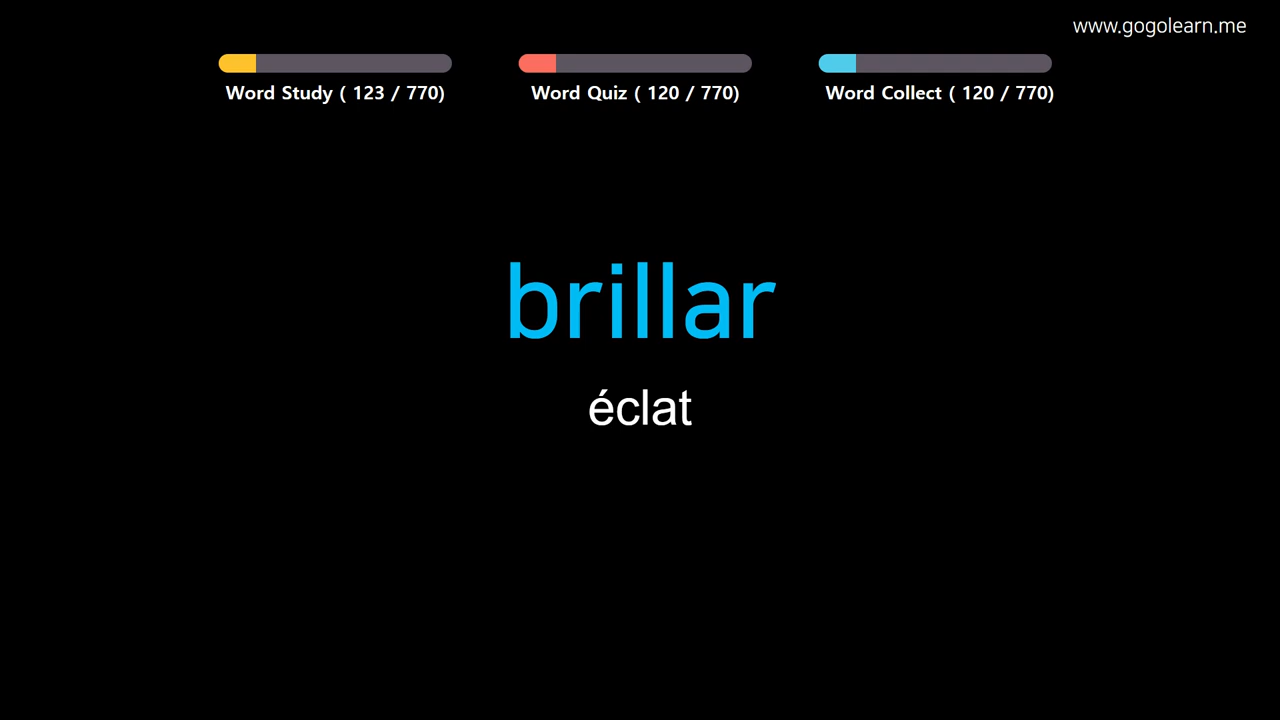 www.gogolearn.me
Word Study ( 123 / 770)
Word Quiz ( 120 / 770)
Word Collect ( 120 / 770)
brillar
éclat